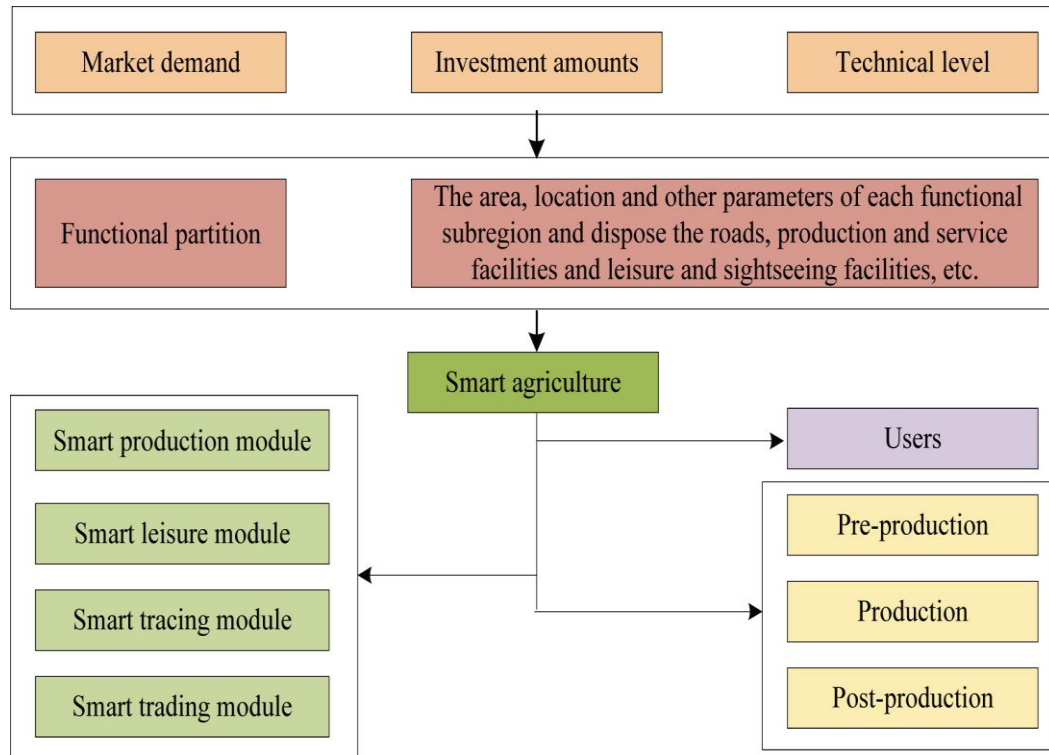 Market demand
Investment amounts
Technical level
Functional partition
The area, location and other parameters of each functional
subregion and dispose the roads, production and service
facilities and leisure and sightseeing facilities, etc.
Smart agriculture
Smart production module
Smart leisure module
Smart tracing module
Smart trading module
Users
Pre-production
Production
Post-production